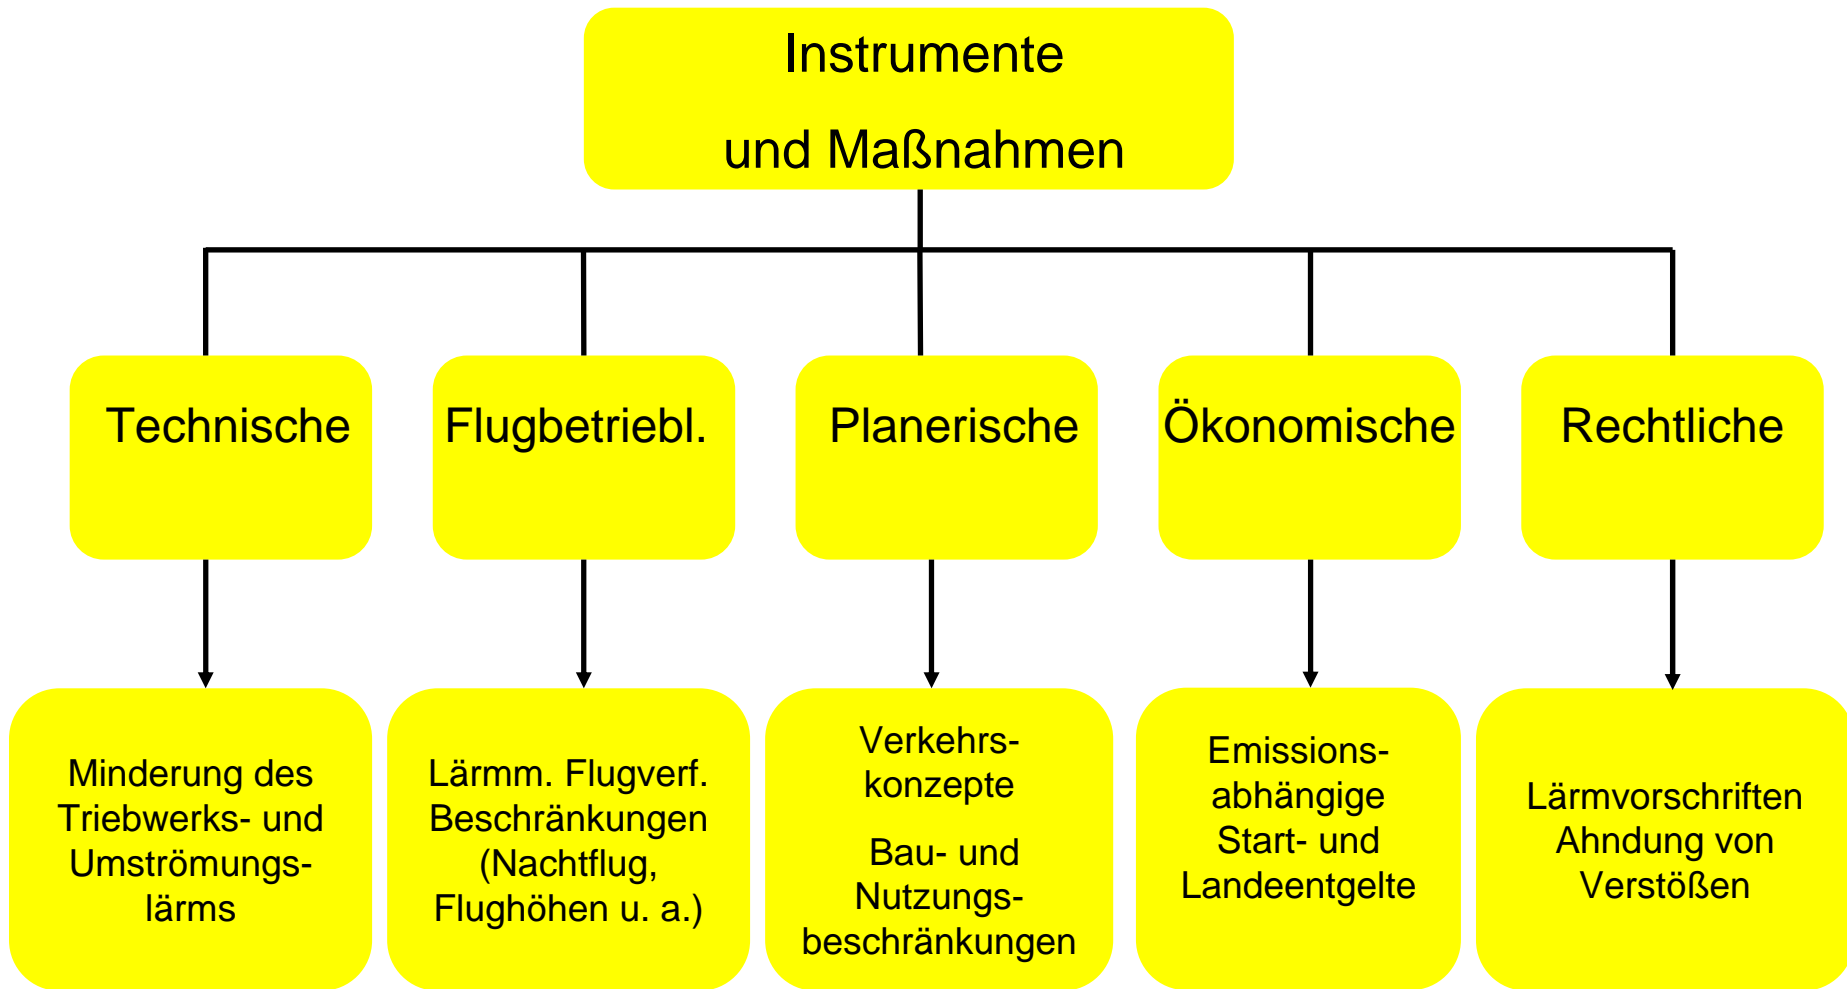 Instrumente
und Maßnahmen
Technische
Flugbetriebl.
Planerische
Ökonomische
Rechtliche
Minderung des
Triebwerks- und
Umströmungs-
lärms
Lärmm. Flugverf.
Beschränkungen
(Nachtflug,
Flughöhen u. a.)
Verkehrs-
konzepte
Bau- und
Nutzungs-
beschränkungen
Emissions-
abhängige
Start- und
Landeentgelte
Lärmvorschriften
Ahndung von
Verstößen